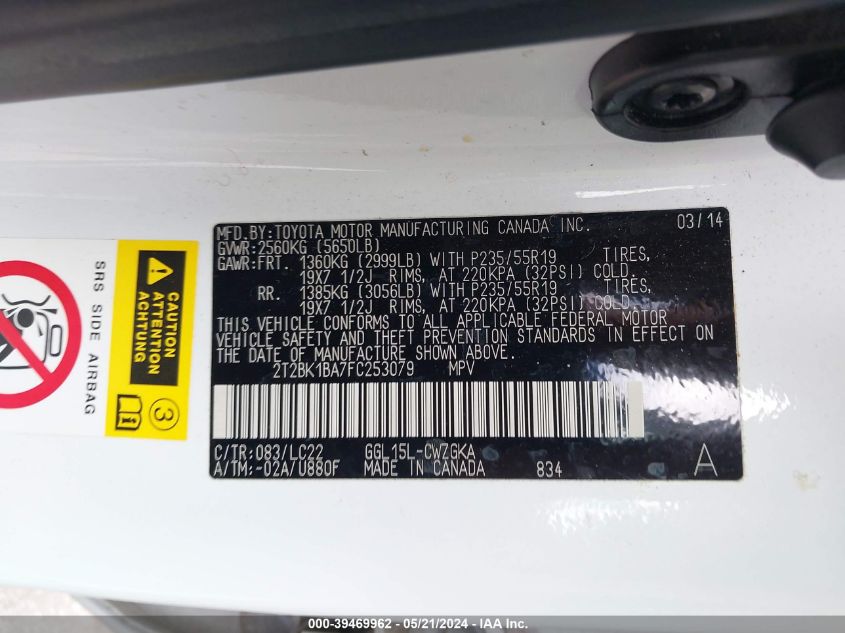 MFD.BY:TOYOTA MOTOR MANUFACTURING CANADA INC. 03/14
GVWR:2560KG (5650LB)
GAWR:FRT. 1360KG (2999LB) WITH P235/55R19 TIRES,
19X7 1/2J RIMS, AT 220KPA (32PSI) COLD.
RR. 1385KG (3056LB) WITH P235/55R19 TIRES,
19X7 1/2J RIMS, AT 220KPA (32PSI) COLD.
THIS VEHICLE CONFORMS TO ALL APPLICABLE FEDERAL MOTOR
VEHICLE SAFETY AND THEFT PREVENTION STANDARDS IN EFFECT ON
THE DATE OF MANUFACTURE SHOWN ABOVE.
2T2BK1BA7FC253079 MPV
C/TR:083/LC22 GGL15L-CWZGKA
A/TM:-02A/U880F MADE IN CANADA 834 A
SRS SIDE AIRBAG
CAUTION
ATTENTION
ACHTUNG
3
000-39469962 - 05/21/2024 - IAA Inc.